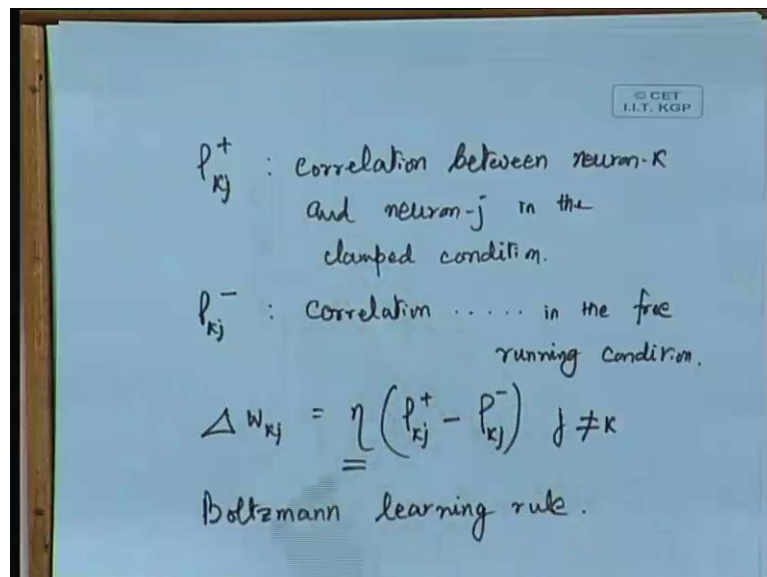 © CET
I.I.T. KGP
ρ⁺ₖⱼ : correlation between neuron-K
and neuron-j in the
clamped condition.
ρ⁻ₖⱼ : correlation ..... in the free
running condition.
Δ wₖⱼ = η (ρ⁺ₖⱼ - ρ⁻ₖⱼ) j ≠ K
Boltzmann learning rule.